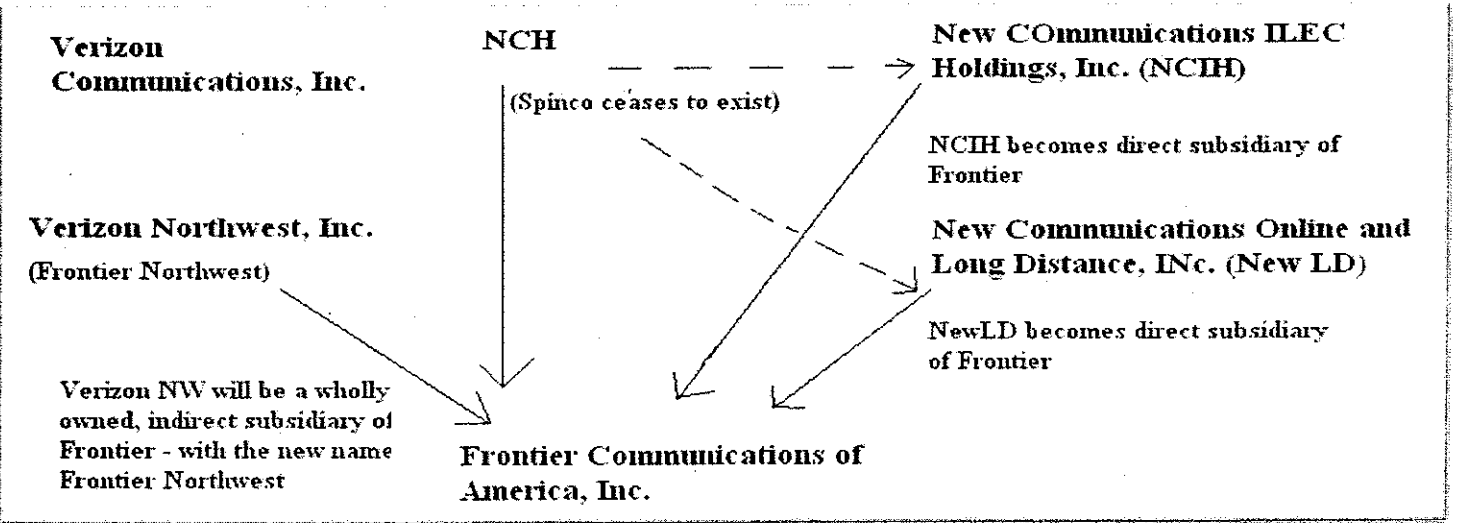 Verizon
Communications, Inc.
NCH
(Spinco ceases to exist)
New COmmunications ILEC
Holdings, Inc. (NCIH)
NCIH becomes direct subsidiary of
Frontier
Verizon Northwest, Inc.
(Frontier Northwest)
New Communications Online and
Long Distance, INc. (New LD)
NewLD becomes direct subsidiary
of Frontier
Verizon NW will be a wholly
owned, indirect subsidiary of
Frontier - with the new name
Frontier Northwest
Frontier Communications of
America, Inc.